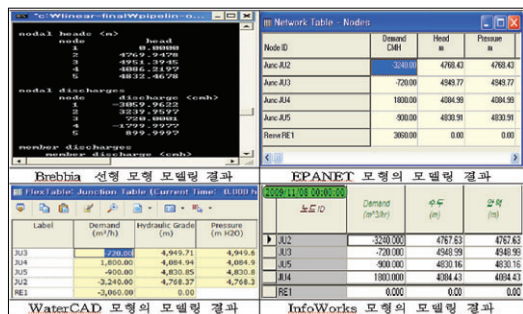 "c:\Wlinear-final\Wpipelin-o...
nodal heads <m>
node head
1 0.0000
2 4769.9478
3 4951.3945
4 4086.2197
5 4832.4678
nodal discharges
node discharge <cmh>
1 -3059.9622
2 3239.9597
3 720.0001
4 -1799.9977
5 899.9997
member discharges
member discharge <cmh>
Brebbia 선형 모형 모델링 결과
Network Table - Nodes
Node ID Demand CMH Head m Pressure m
Junc JU2 -3240.00 4768.43 4768.43
Junc JU3 -720.00 4949.77 4949.77
Junc JU4 1800.00 4084.99 4084.99
Junc JU5 -900.00 4830.91 4830.91
Resvr RE1 3060.00 0.00 0.00
EPANET 모형의 모델링 결과
FlexTable: Junction Table (Current Time: 0.000 h
Label Demand (m³/h) Hydraulic Grade (m) Pressure (m H2O)
JU3 -720.00 4,949.71 4,949.6
JU4 1,800.00 4,084.94 4,084.9
JU5 -900.00 4,830.85 4,830.8
JU2 -3,240.00 4,768.37 4,768.3
RE1 -3,060.00 0.00
WaterCAD 모형의 모델링 결과
2009/11/08 00:00:00
노드 ID Demand (m^3/hr) 수두 (m) 압력 (m)
JU2 -3240.000 4767.63 4767.63
JU3 -720.000 4948.99 4948.99
JU5 -900.000 4830.16 4830.16
JU4 1800.000 4084.43 4084.43
RE1 0.000 0.00 0.00
InfoWorks 모형의 모델링 결과